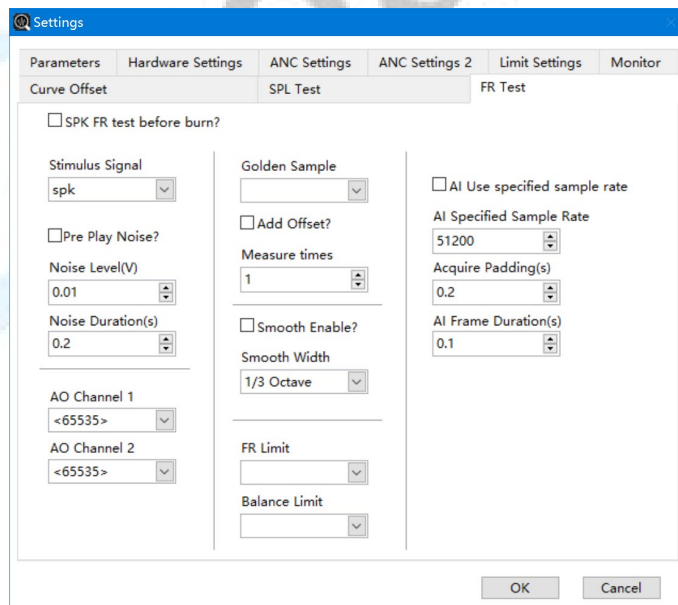 Settings
Parameters Hardware Settings ANC Settings ANC Settings 2 Limit Settings Monitor
Curve Offset SPL Test FR Test
SPK FR test before burn?
Stimulus Signal
spk
Pre Play Noise?
Noise Level(V)
0.01
Noise Duration(s)
0.2
AO Channel 1
<65535>
AO Channel 2
<65535>
Golden Sample
Add Offset?
Measure times
1
Smooth Enable?
Smooth Width
1/3 Octave
FR Limit
Balance Limit
AI Use specified sample rate
AI Specified Sample Rate
51200
Acquire Padding(s)
0.2
AI Frame Duration(s)
0.1
OK Cancel